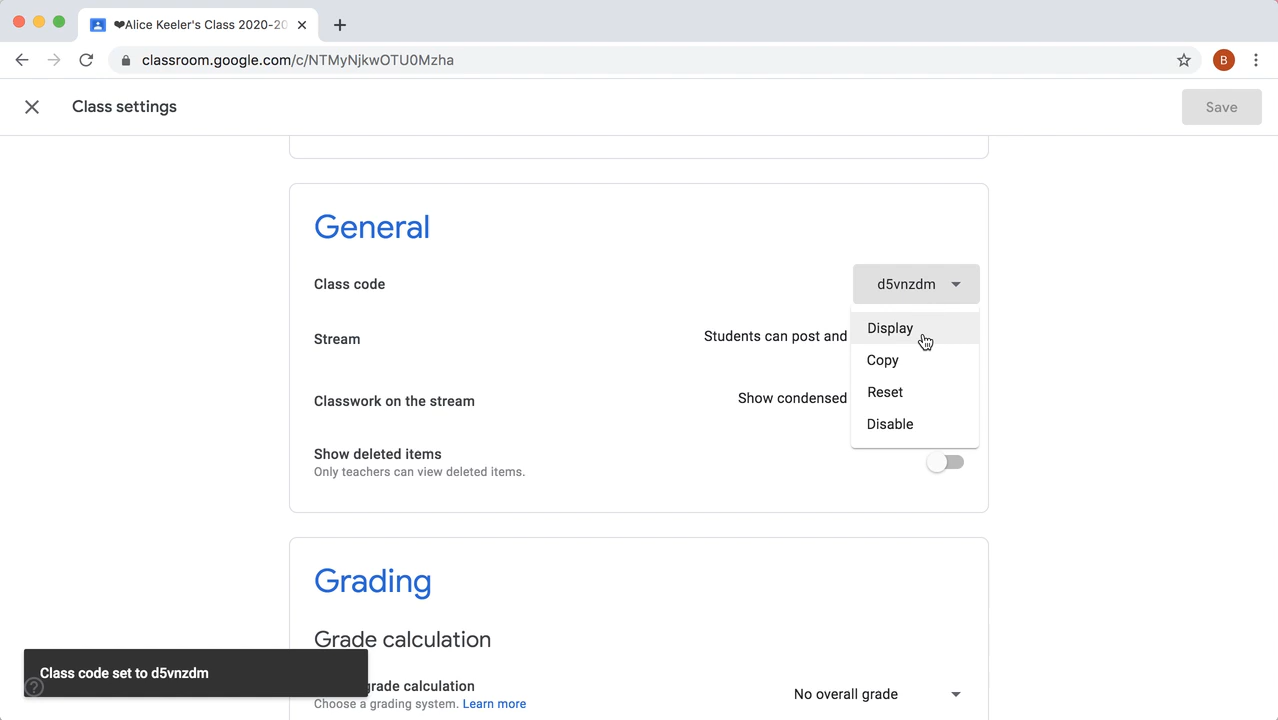 ❤Alice Keeler's Class 2020-20
classroom.google.com/c/NTMyNjkwOTU0Mzha
B
Class settings
Save
General
Class code
d5vnzdm
Display
Stream
Students can post and
Copy
Reset
Classwork on the stream
Show condensed
Disable
Show deleted items
Only teachers can view deleted items.
Grading
Grade calculation
Class code set to d5vnzdm
grade calculation
No overall grade
Choose a grading system. Learn more